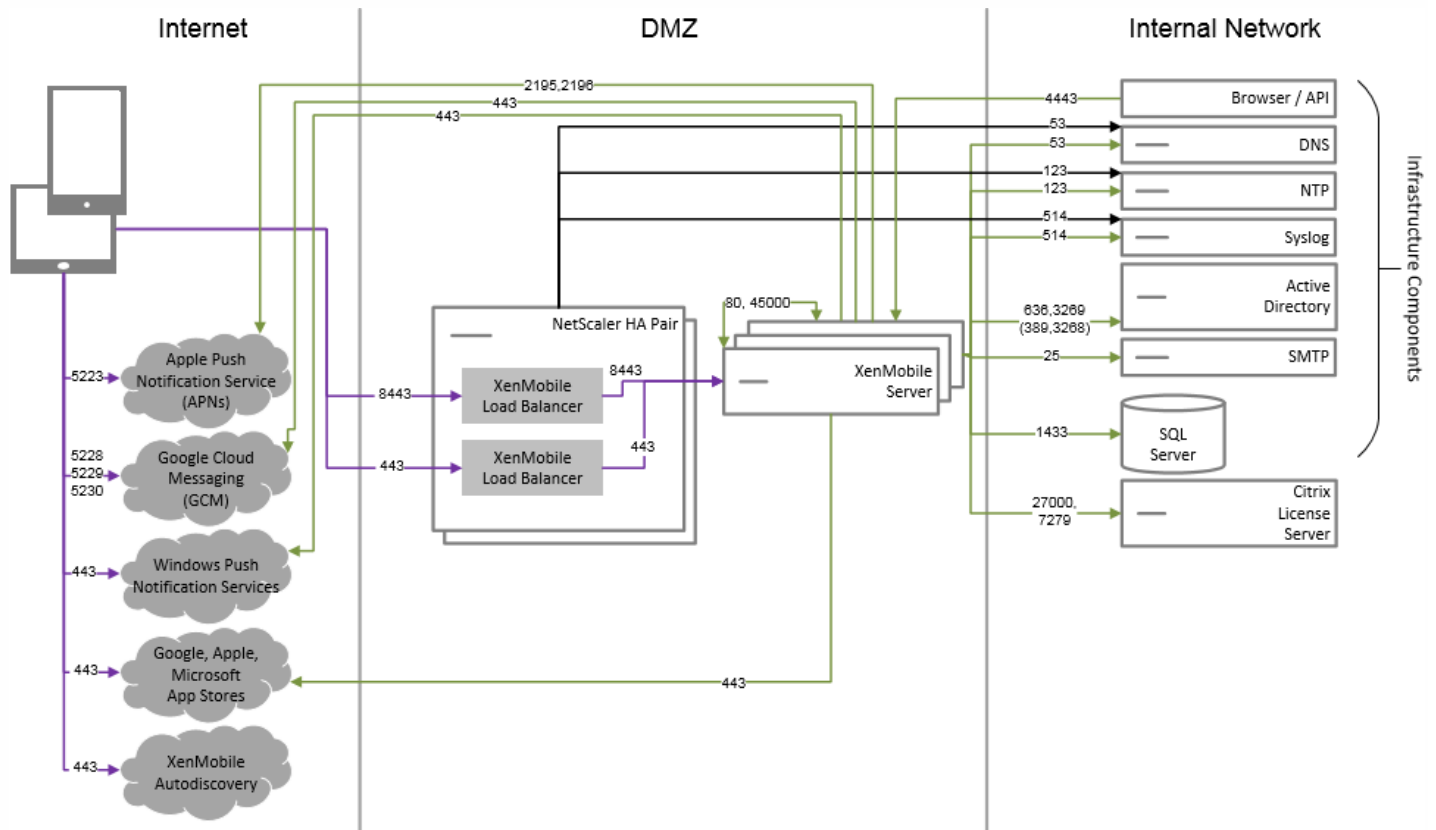 Internet
DMZ
Internal Network
2195,2196
443
443
4443
Browser / API
53
53
DNS
123
123
NTP
514
514
Syslog
Infrastructure Components
80, 45000
636,3269
(389,3268)
Active
Directory
25
SMTP
1433
SQL
Server
27000,
7279
Citrix
License
Server
NetScaler HA Pair
8443
XenMobile
Load Balancer
8443
443
XenMobile
Load Balancer
443
XenMobile
Server
443
5223
Apple Push
Notification Service
(APNs)
5228
5229
5230
Google Cloud
Messaging
(GCM)
443
Windows Push
Notification Services
443
Google, Apple,
Microsoft
App Stores
443
XenMobile
Autodiscovery